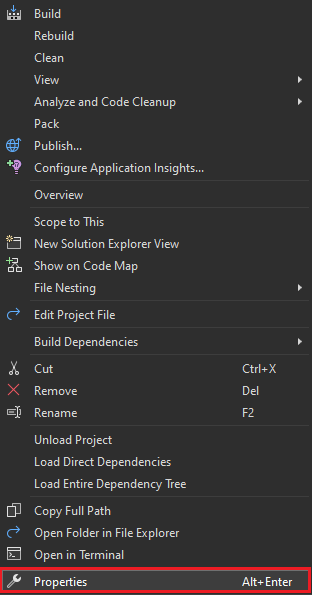 Build
Rebuild
Clean
View
Analyze and Code Cleanup
Pack
Publish...
Configure Application Insights...
Overview
Scope to This
New Solution Explorer View
Show on Code Map
File Nesting
Edit Project File
Build Dependencies
Cut Ctrl+X
Remove Del
Rename F2
Unload Project
Load Direct Dependencies
Load Entire Dependency Tree
Copy Full Path
Open Folder in File Explorer
Open in Terminal
Properties Alt+Enter